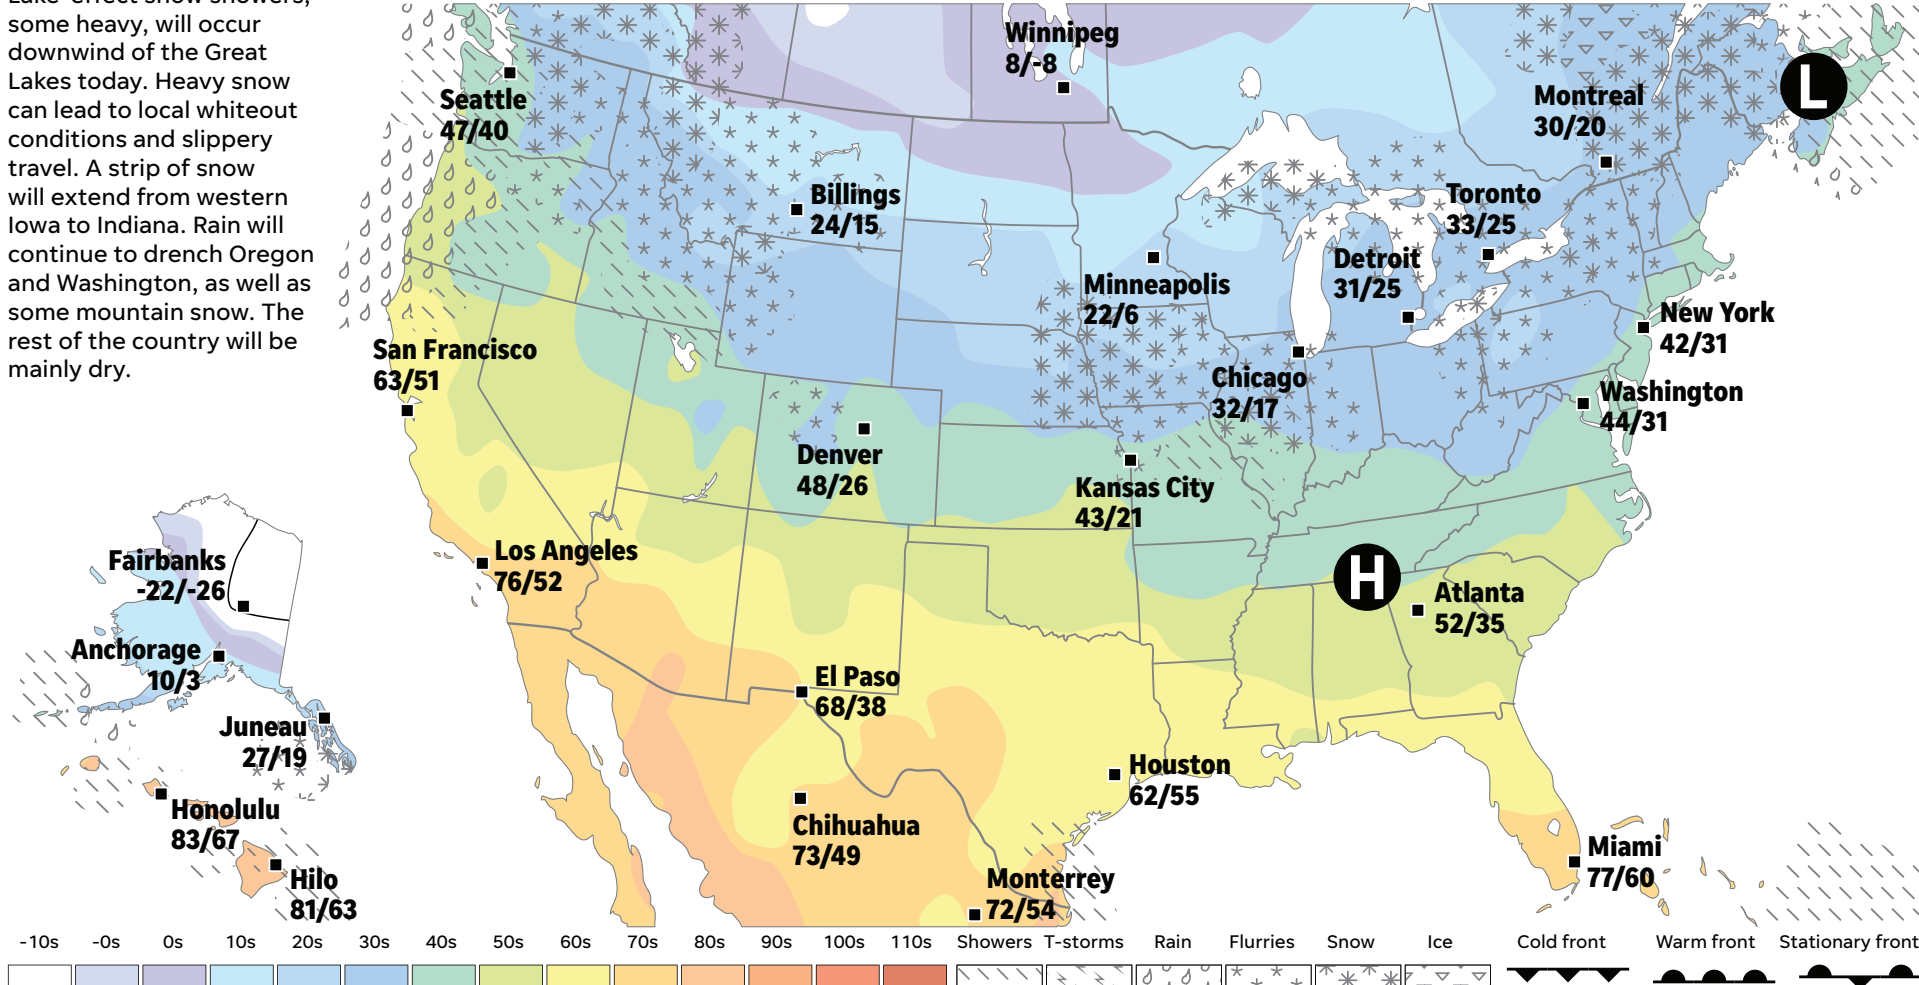 Lake-effect snow showers,
some heavy, will occur
downwind of the Great
Lakes today. Heavy snow
can lead to local whiteout
conditions and slippery
travel. A strip of snow
will extend from western
Iowa to Indiana. Rain will
continue to drench Oregon
and Washington, as well as
some mountain snow. The
rest of the country will be
mainly dry.
Winnipeg
8/-8
L
Seattle
47/40
Montreal
30/20
Billings
24/15
Toronto
33/25
Detroit
31/25
Minneapolis
22/6
New York
42/31
San Francisco
63/51
Chicago
32/17
Washington
44/31
Denver
48/26
Kansas City
43/21
Los Angeles
76/52
H
Atlanta
52/35
Fairbanks
-22/-26
Anchorage
10/3
El Paso
68/38
Juneau
27/19
Houston
62/55
Honolulu
83/67
Chihuahua
73/49
Miami
77/60
Hilo
81/63
Monterrey
72/54
-10s -0s 0s 10s 20s 30s 40s 50s 60s 70s 80s 90s 100s 110s Showers T-storms Rain Flurries Snow Ice Cold front Warm front Stationary front